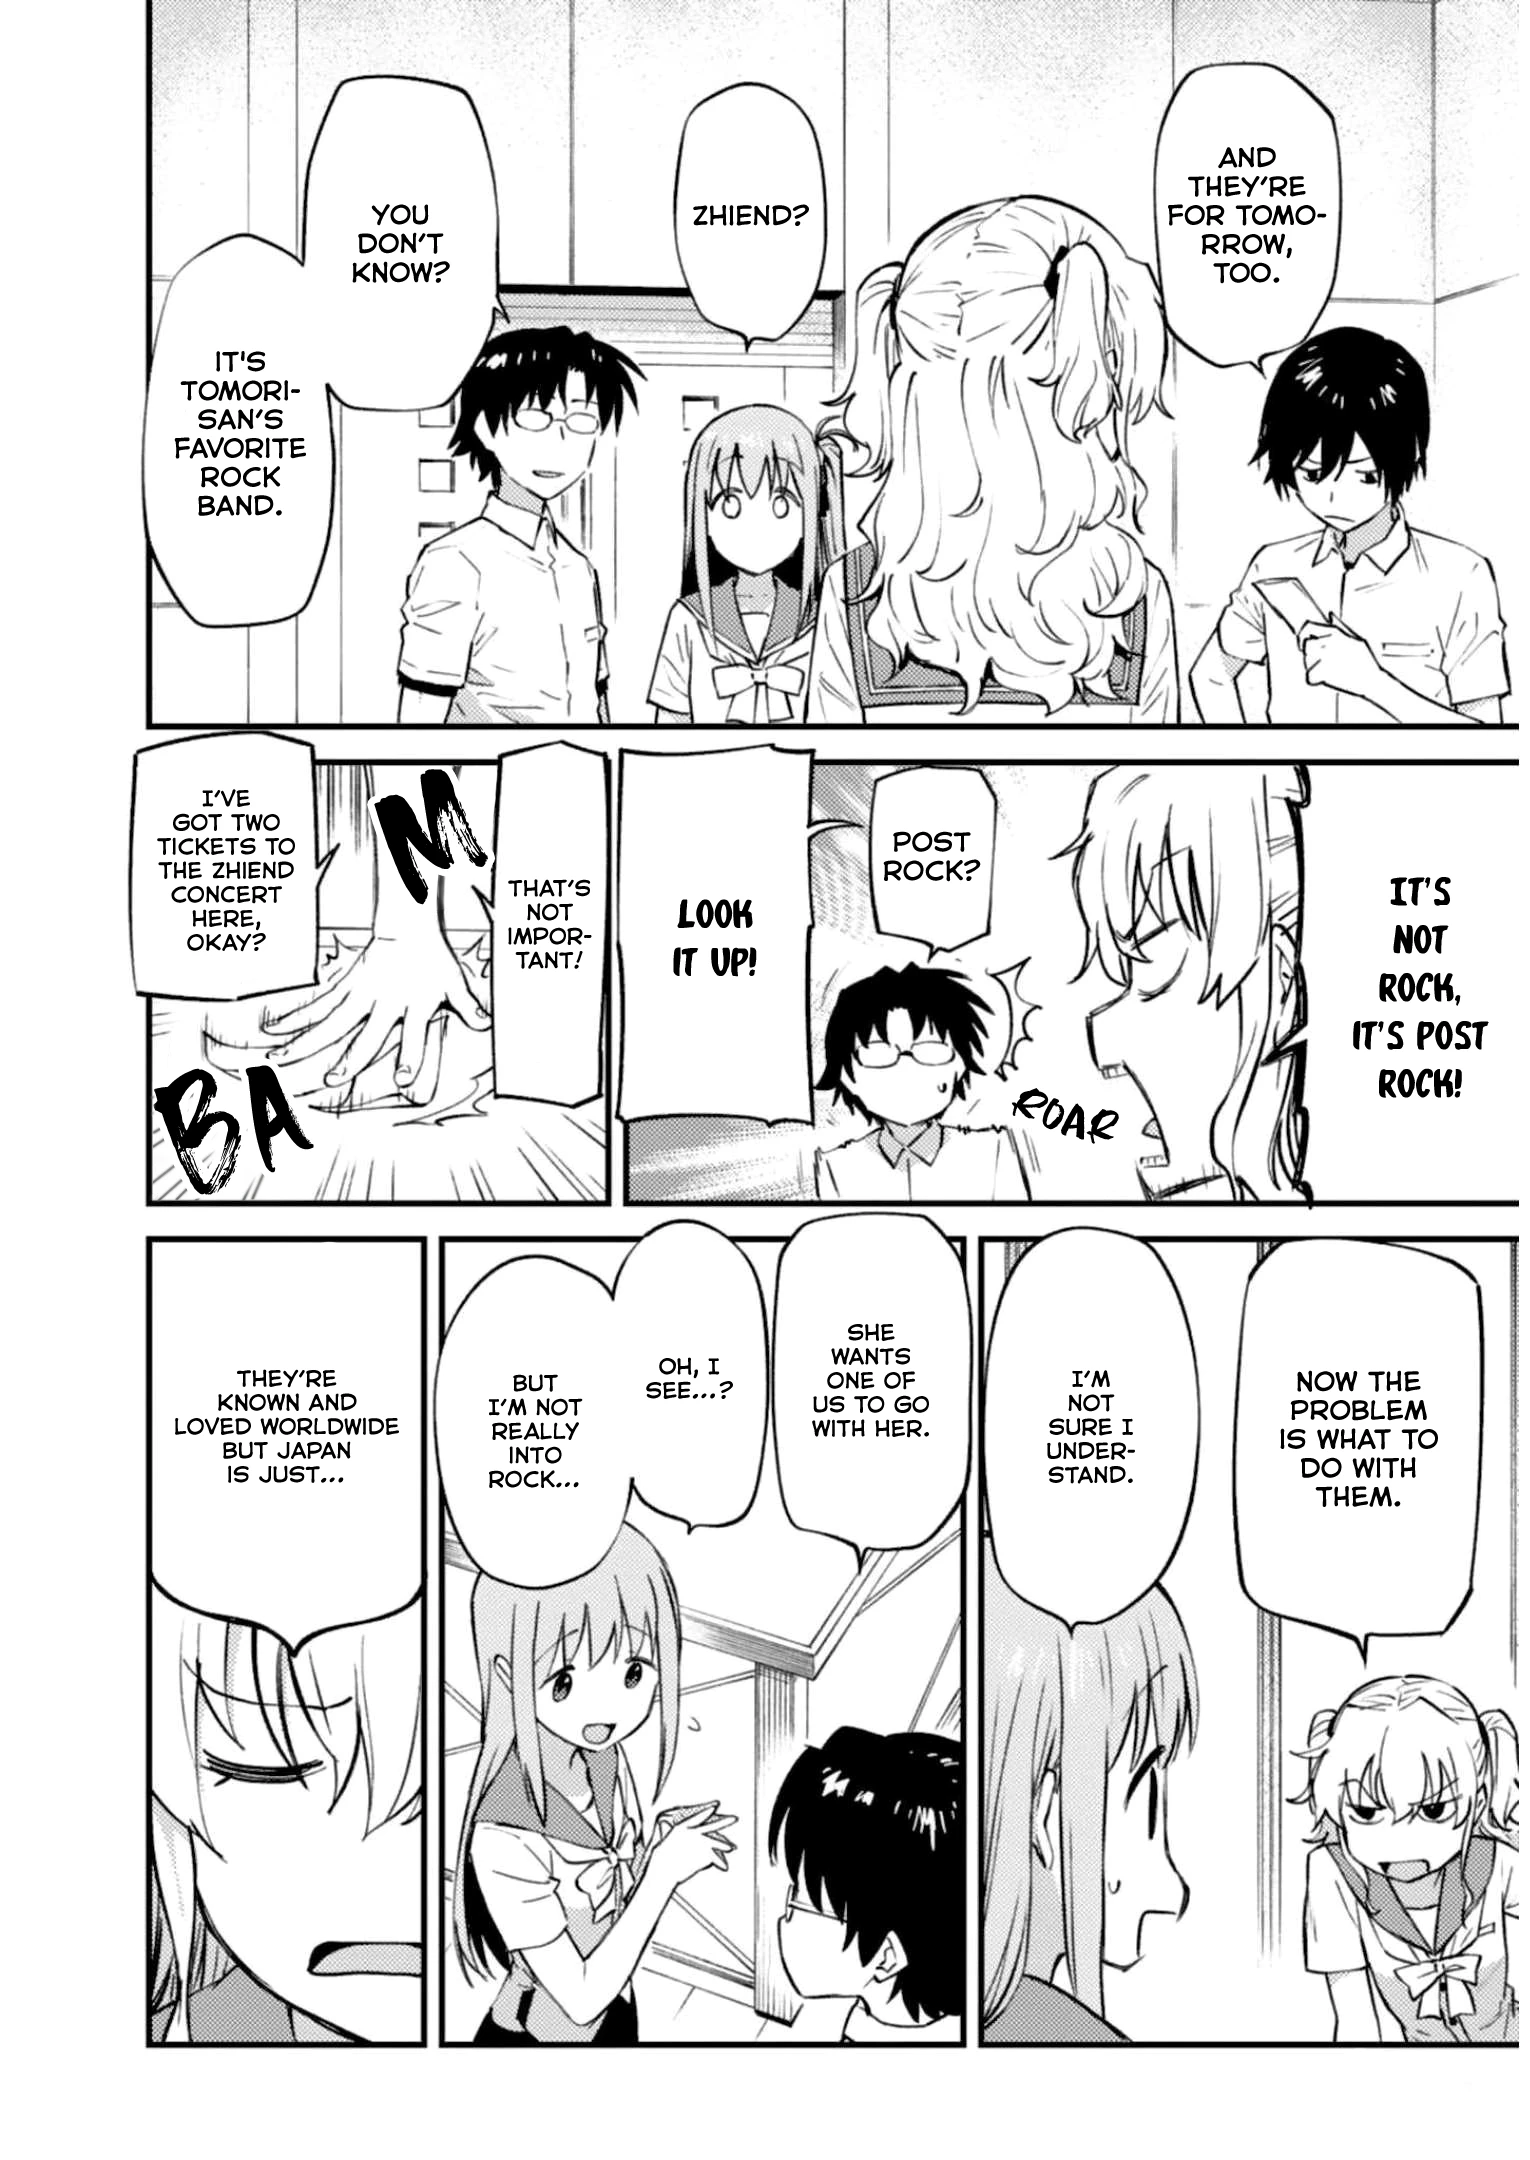 AND
THEY'RE
FOR TOMO-
RROW,
TOO.
ZHIEND?
YOU
DON'T
KNOW?
IT'S
TOMORI-
SAN'S
FAVORITE
ROCK
BAND.
IT'S
NOT
ROCK,
IT'S POST
ROCK!
ROAR
POST
ROCK?
LOOK
IT UP!
THAT'S
NOT
IMPOR-
TANT!
BAM
I'VE
GOT TWO
TICKETS TO
THE ZHIEND
CONCERT
HERE,
OKAY?
NOW THE
PROBLEM
IS WHAT TO
DO WITH
THEM.
I'M
NOT
SURE I
UNDER-
STAND.
SHE
WANTS
ONE OF
US TO GO
WITH HER.
OH, I
SEE...?
BUT
I'M NOT
REALLY
INTO
ROCK...
THEY'RE
KNOWN AND
LOVED WORLDWIDE
BUT JAPAN
IS JUST...